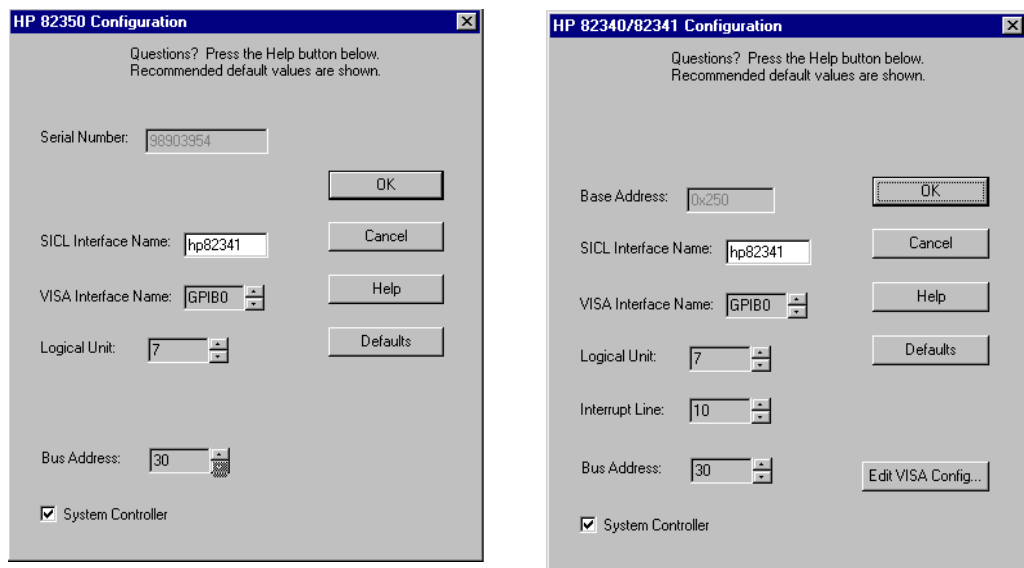 HP 82350 Configuration
Questions? Press the Help button below.
Recommended default values are shown.
Serial Number: 98903954
OK
SICL Interface Name: hp82341
Cancel
VISA Interface Name: GPIB0
Help
Logical Unit: 7
Defaults
Bus Address: 30
System Controller
HP 82340/82341 Configuration
Questions? Press the Help button below.
Recommended default values are shown.
Base Address: 0x250
OK
SICL Interface Name: hp82341
Cancel
VISA Interface Name: GPIB0
Help
Logical Unit: 7
Defaults
Interrupt Line: 10
Bus Address: 30
Edit VISA Config...
System Controller